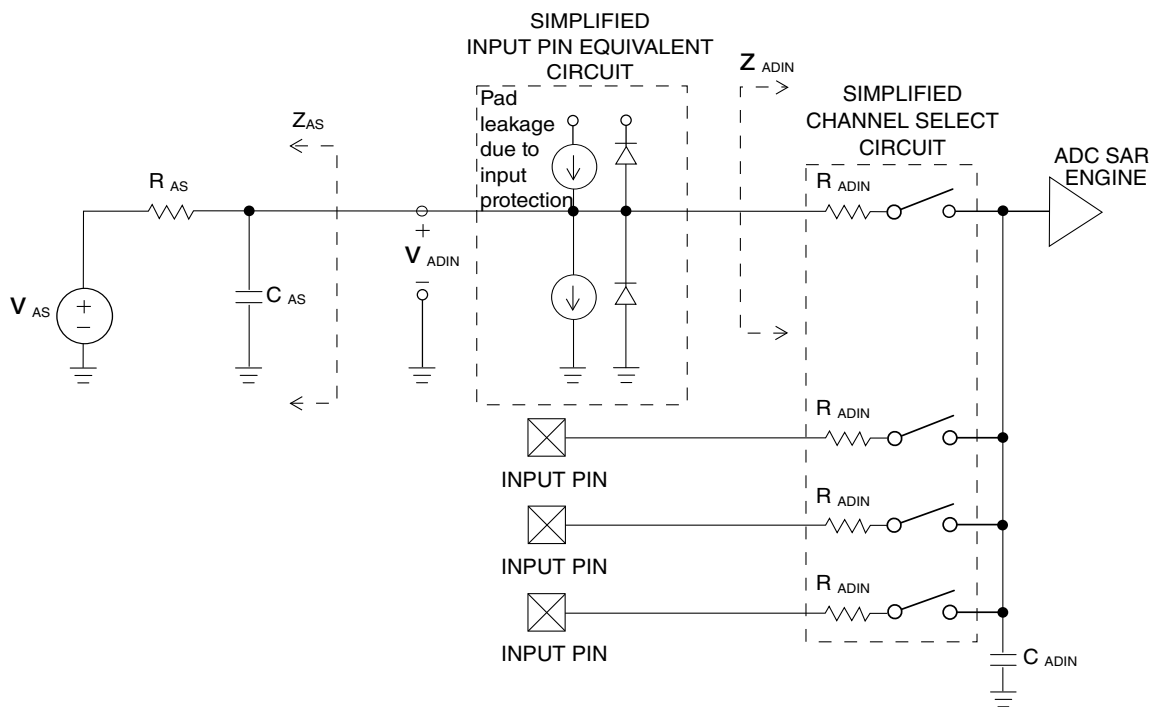 SIMPLIFIED
INPUT PIN EQUIVALENT
CIRCUIT
Pad
leakage
due to
input
protection
Z ADIN
SIMPLIFIED
CHANNEL SELECT
CIRCUIT
ADC SAR
ENGINE
ZAS
R AS
R ADIN
+
V ADIN
–
C AS
V AS
+
–
R ADIN
INPUT PIN
R ADIN
INPUT PIN
R ADIN
INPUT PIN
C ADIN